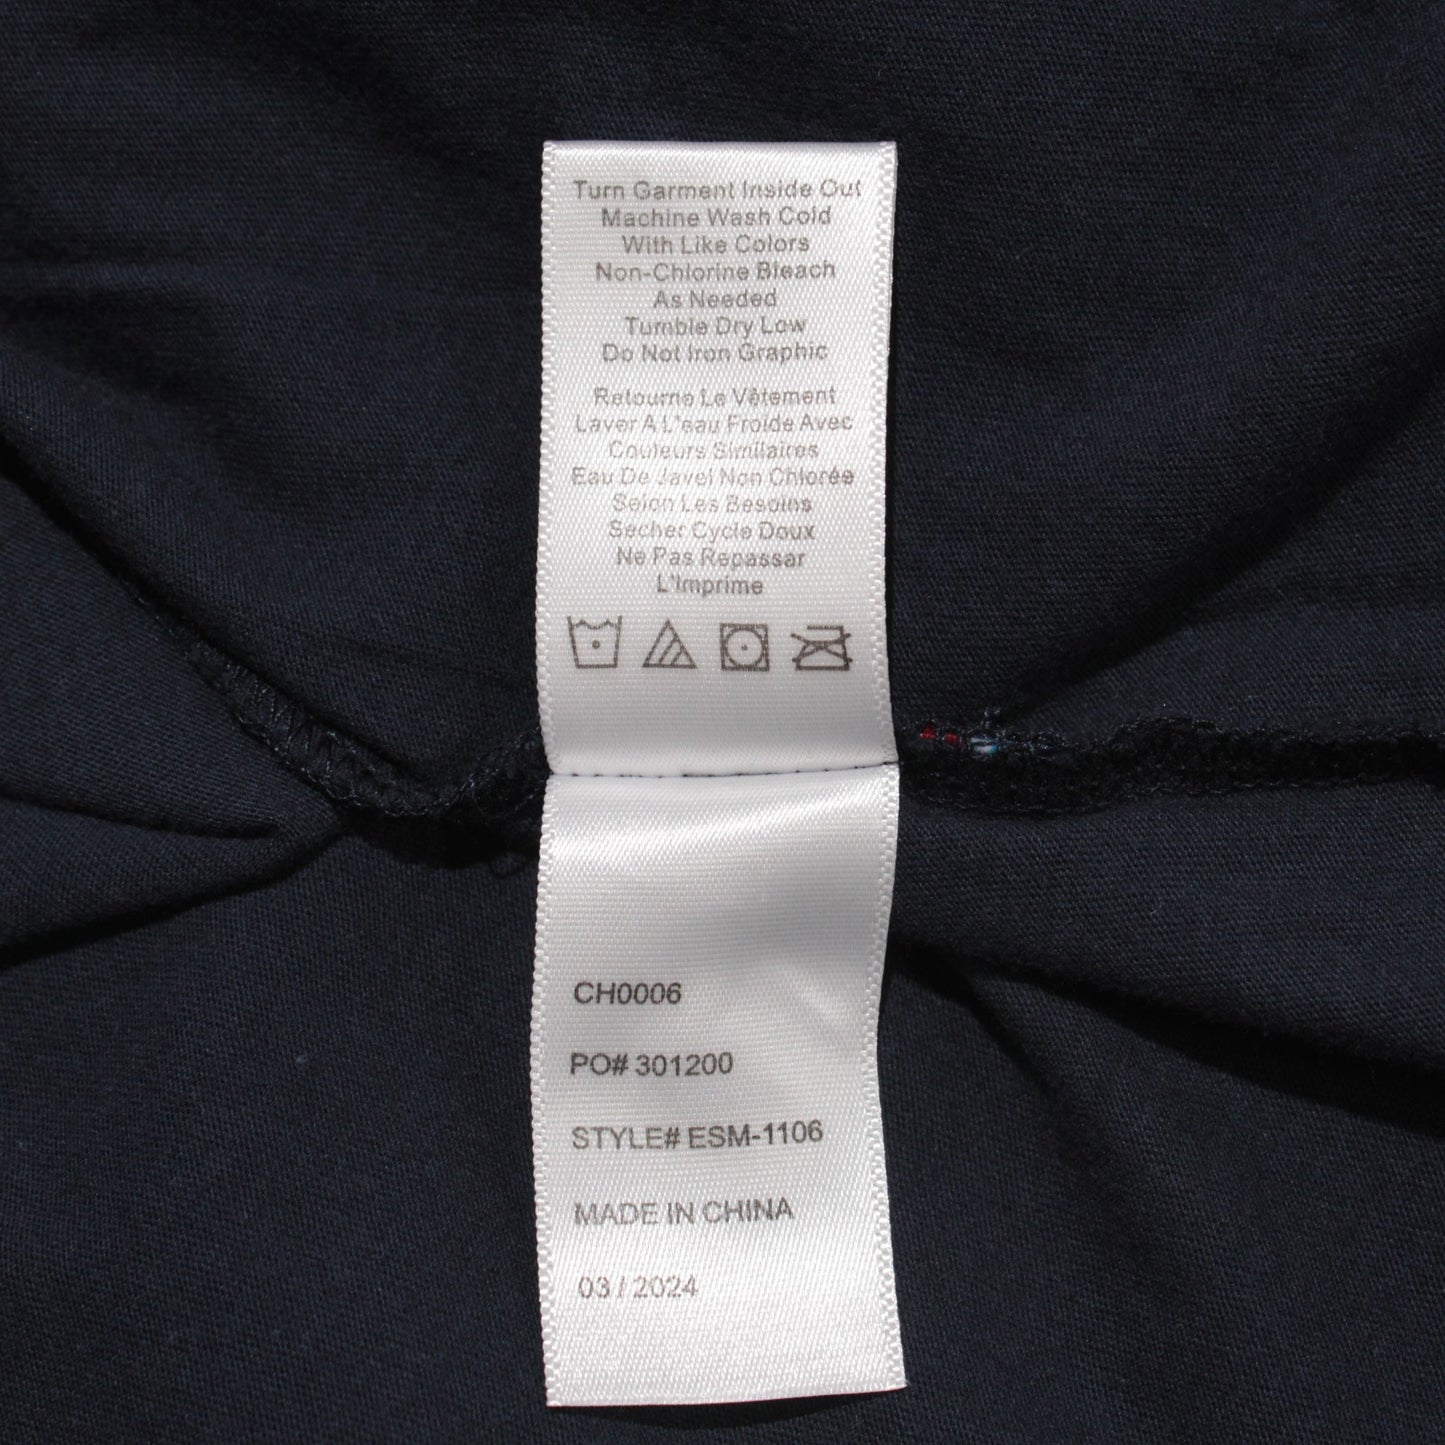 Turn Garment Inside Out
Machine Wash Cold
With Like Colors
Non-Chlorine Bleach
As Needed
Tumble Dry Low
Do Not Iron Graphic
Retourne Le Vêtement
Laver A L'eau Froide Avec
Couleurs Similaires
Eau De Javel Non Chlorée
Selon Les Besoins
Secher Cycle Doux
Ne Pas Repassar
L'Imprime
CH0006
PO# 301200
STYLE# ESM-1106
MADE IN CHINA
03 / 2024